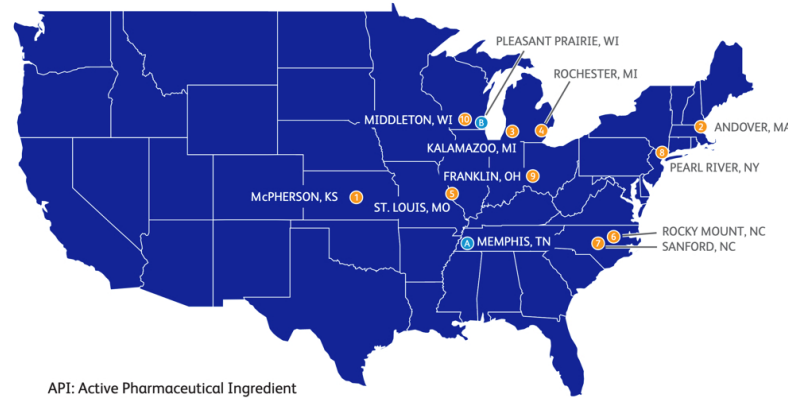 PLEASANT PRAIRIE, WI
ROCHESTER, MI
MIDDLETON, WI
10
B
3
4
2
ANDOVER, MA
KALAMAZOO, MI
8
PEARL RIVER, NY
FRANKLIN, OH
9
McPHERSON, KS
1
5
ST. LOUIS, MO
6
ROCKY MOUNT, NC
A
MEMPHIS, TN
7
SANFORD, NC
API: Active Pharmaceutical Ingredient